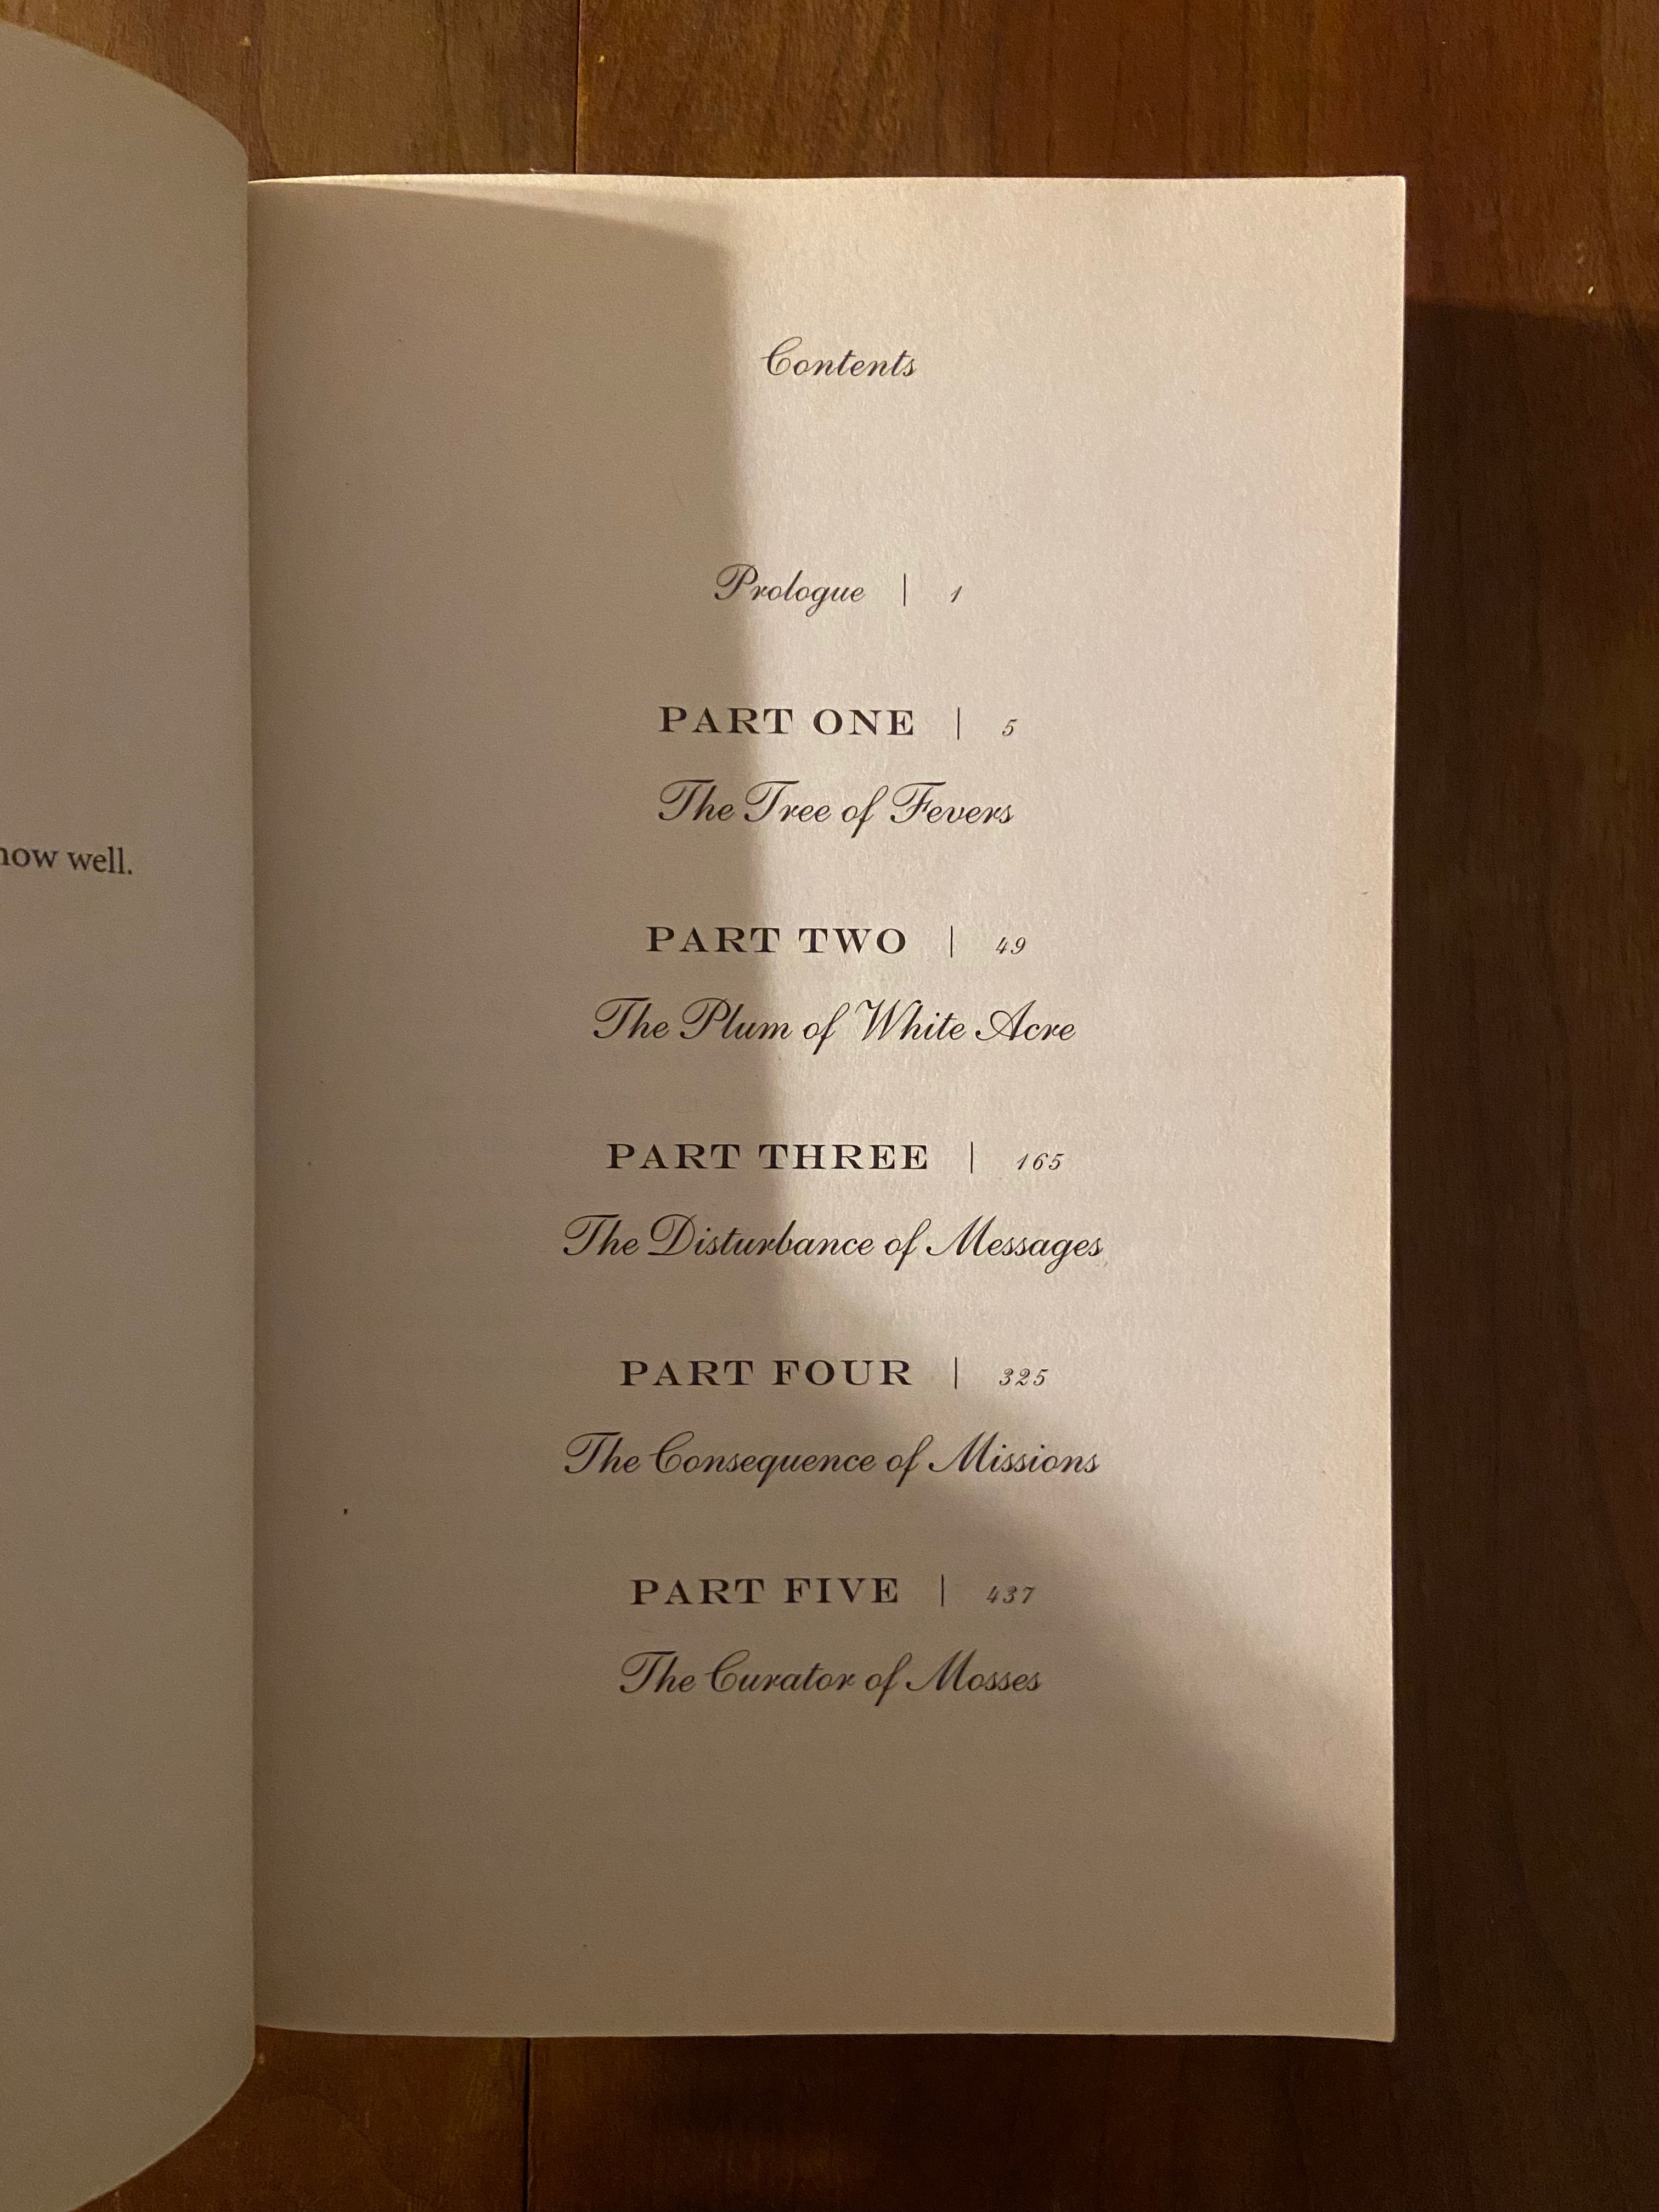 well.
Contents
Prologue | 1
PART ONE | 5
The Tree of Fevers
PART TWO | 49
The Plum of White Acre
PART THREE | 165
The Disturbance of Messages
PART FOUR | 325
The Consequence of Missions
PART FIVE | 437
The Curator of Mosses